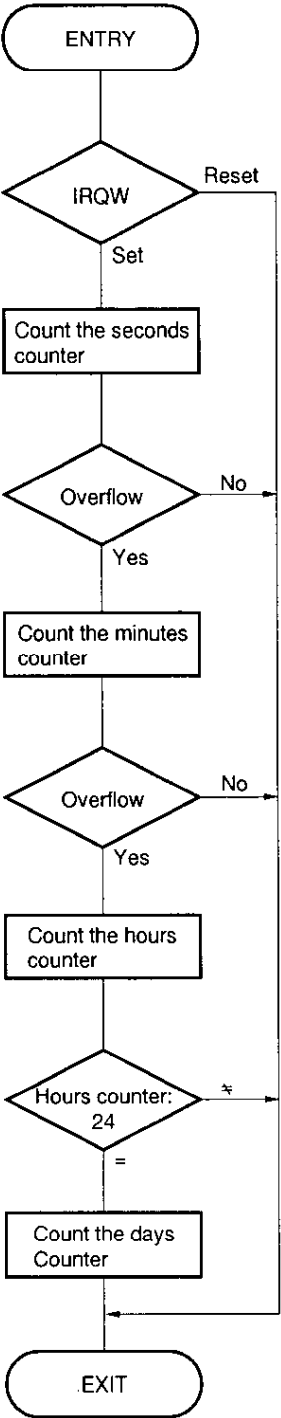 ENTRY
IRQW
Reset
Set
Count the seconds
counter
Overflow
No
Yes
Count the minutes
counter
Overflow
No
Yes
Count the hours
counter
Hours counter:
24
≠
=
Count the days
Counter
EXIT